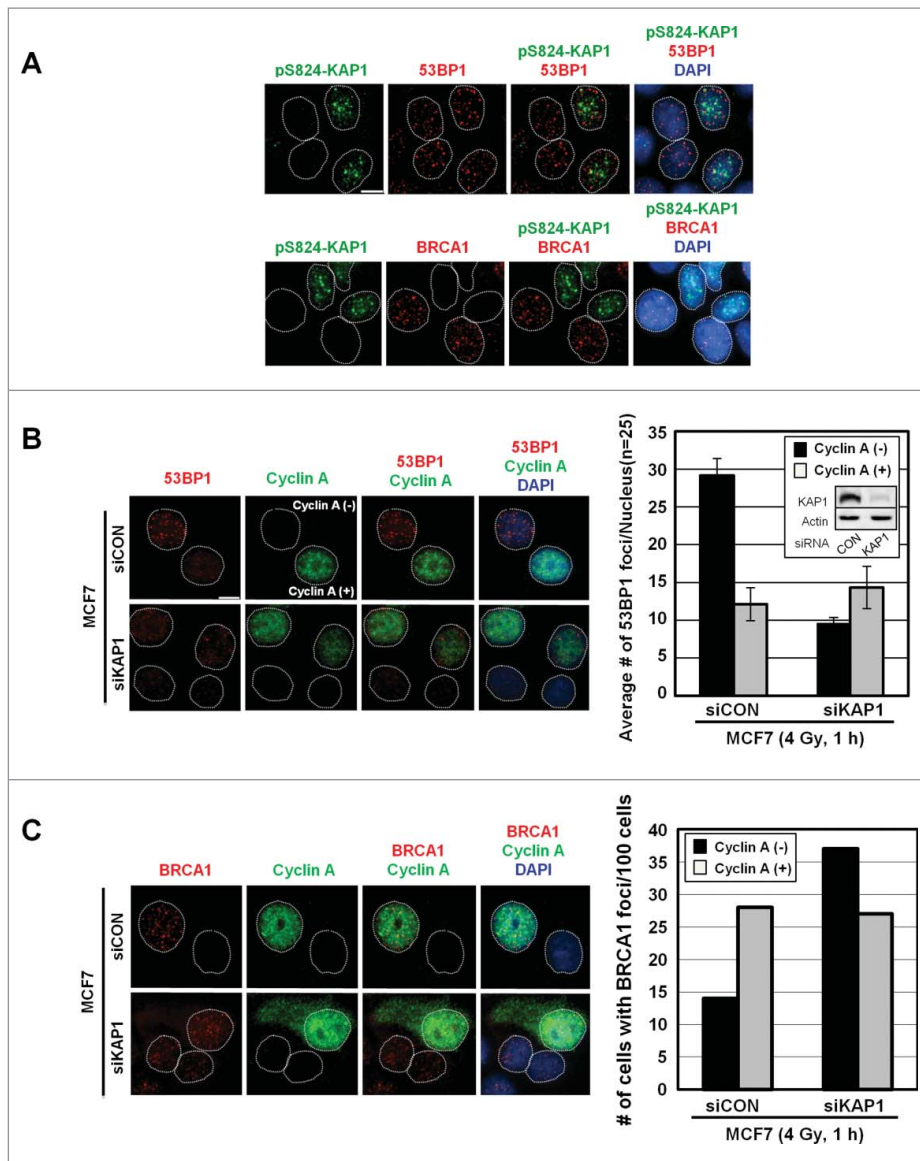 A
pS824-KAP1
53BP1
pS824-KAP1
53BP1
pS824-KAP1
53BP1
DAPI
pS824-KAP1
BRCA1
pS824-KAP1
BRCA1
pS824-KAP1
BRCA1
DAPI
B
53BP1
Cyclin A
53BP1
Cyclin A
53BP1
Cyclin A
DAPI
MCF7
siCON
siKAP1
Cyclin A (-)
Cyclin A (+)
Average # of 53BP1 foci/Nucleus(n=25)
35
30
25
20
15
10
5
0
Cyclin A (-)
Cyclin A (+)
KAP1
Actin
siRNA
CON
KAP1
siCON
siKAP1
MCF7 (4 Gy, 1 h)
C
BRCA1
Cyclin A
BRCA1
Cyclin A
BRCA1
Cyclin A
DAPI
MCF7
siCON
siKAP1
# of cells with BRCA1 foci/100 cells
40
35
30
25
20
15
10
5
0
Cyclin A (-)
Cyclin A (+)
siCON
siKAP1
MCF7 (4 Gy, 1 h)